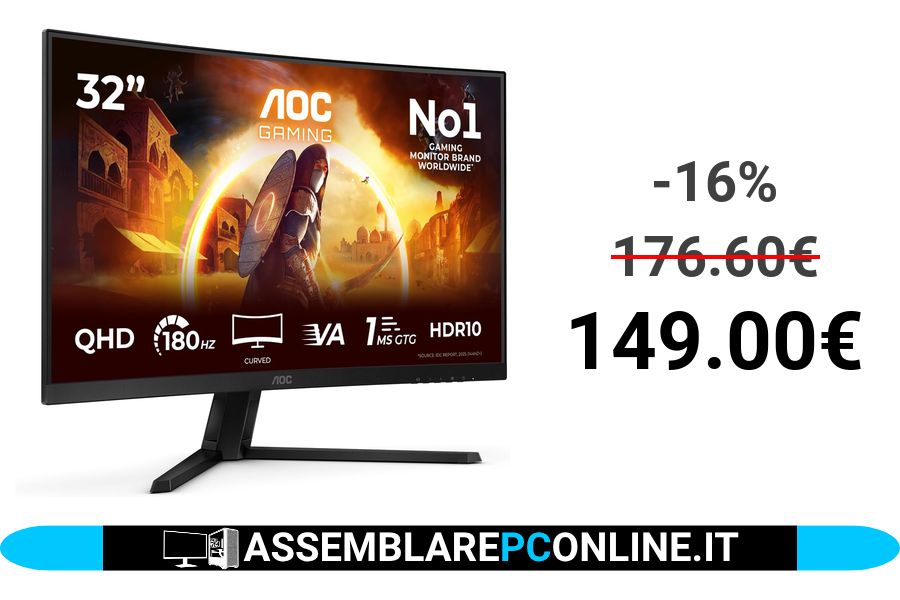 32”
AOC
GAMING
No1
GAMING
MONITOR BRAND
WORLDWIDE*
QHD
180HZ
CURVED
VA
1MS GTG
HDR10
AOC
-16%
176.60€
149.00€
ASSEMBLAREPCONLINE.IT